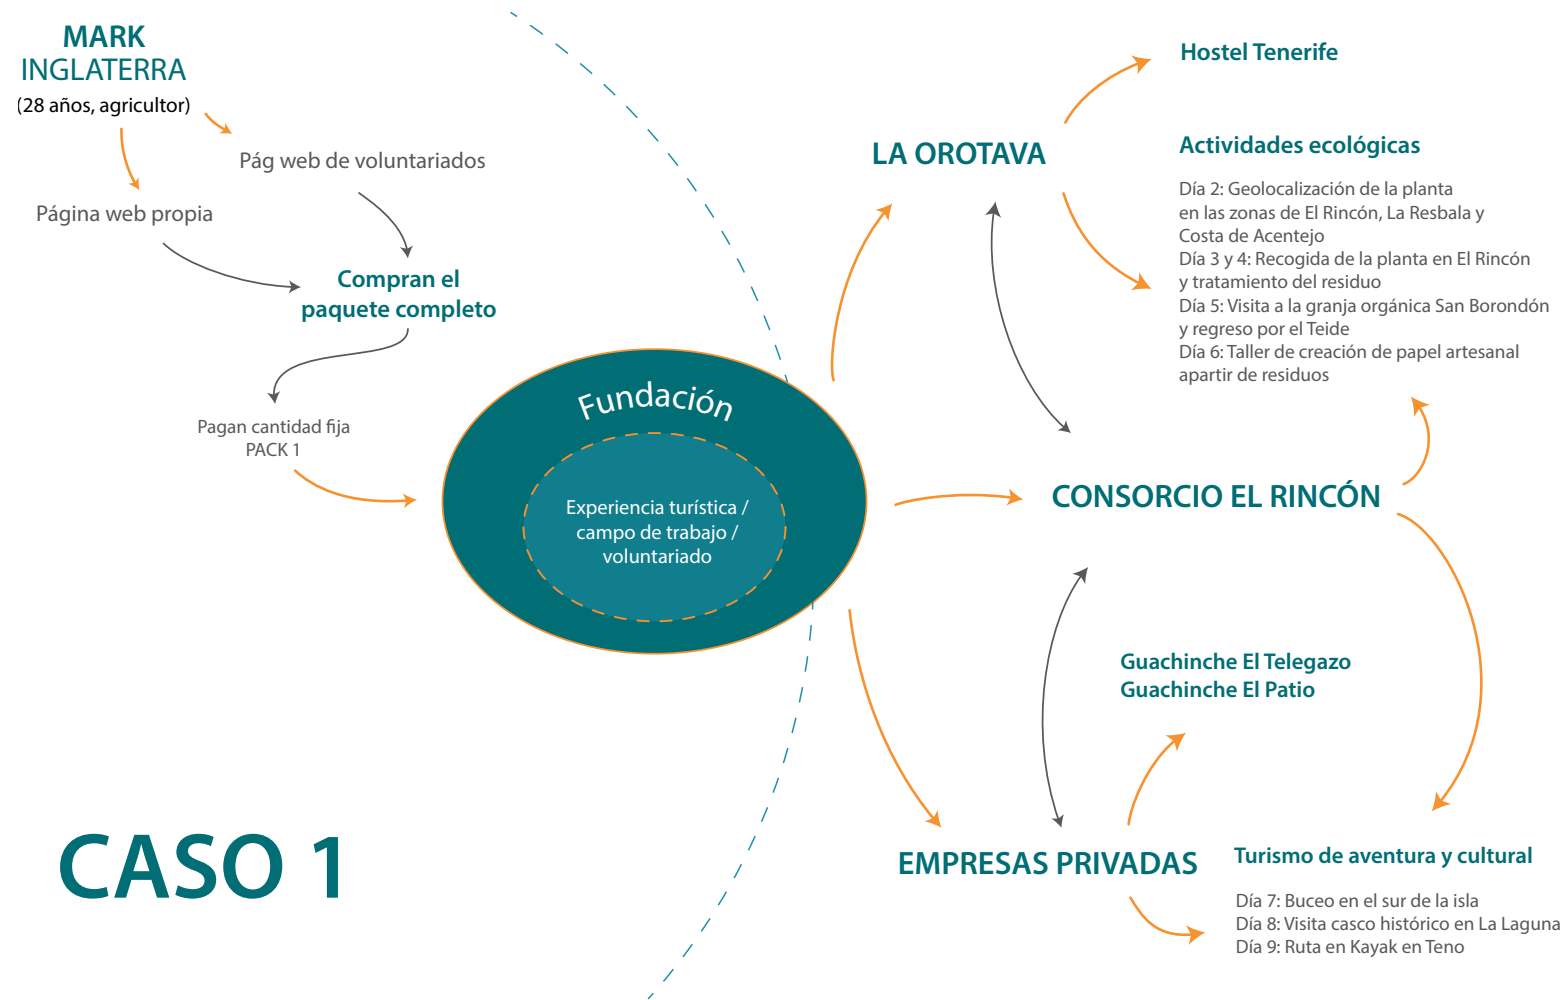 MARK
INGLATERRA
(28 años, agricultor)
Pág web de voluntariados
Página web propia
Compran el
paquete completo
Pagan cantidad fija
PACK 1
Fundación
Experiencia turística /
campo de trabajo /
voluntariado
LA OROTAVA
Hostel Tenerife
Actividades ecológicas
Día 2: Geolocalización de la planta
en las zonas de El Rincón, La Resbala y
Costa de Acentejo
Día 3 y 4: Recogida de la planta en El Rincón
y tratamiento del residuo
Día 5: Visita a la granja orgánica San Borondón
y regreso por el Teide
Día 6: Taller de creación de papel artesanal
apartir de residuos
CONSORCIO EL RINCÓN
Guachinche El Telegazo
Guachinche El Patio
EMPRESAS PRIVADAS
Turismo de aventura y cultural
Día 7: Buceo en el sur de la isla
Día 8: Visita casco histórico en La Laguna
Día 9: Ruta en Kayak en Teno
CASO 1